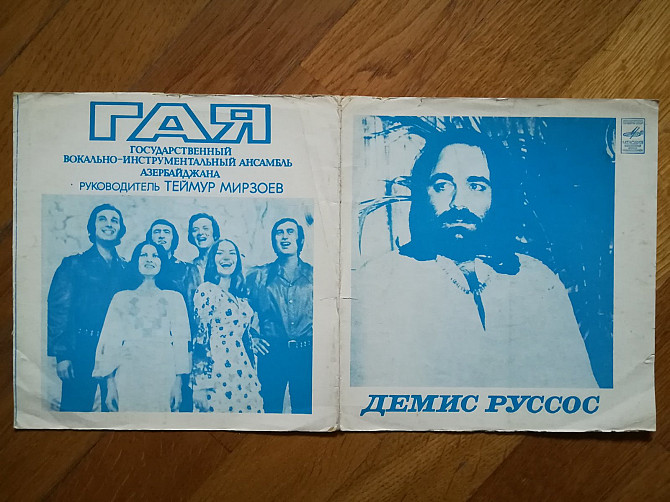 ГАЯ
ГОСУДАРСТВЕННЫЙ
ВОКАЛЬНО-ИНСТРУМЕНТАЛЬНЫЙ АНСАМБЛЬ
АЗЕРБАЙДЖАНА
РУКОВОДИТЕЛЬ ТЕЙМУР МИРЗОЕВ
ДЕМИС РУССОС